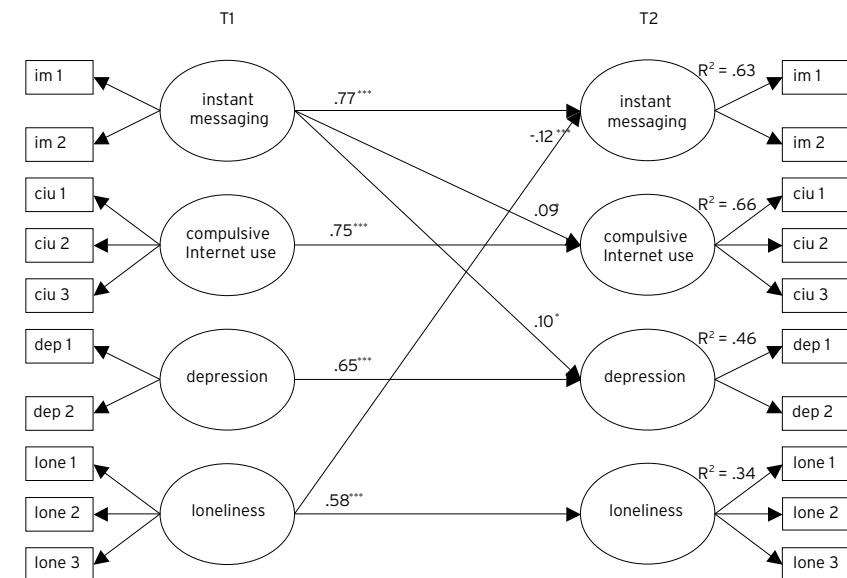 T1
T2
im 1
im 2
ciu 1
ciu 2
ciu 3
dep 1
dep 2
lone 1
lone 2
lone 3
instant
messaging
compulsive
Internet use
depression
loneliness
.77***
-.12***
.09*
.75***
.10*
.65***
.58***
instant
messaging
compulsive
Internet use
depression
loneliness
R² = .63
R² = .66
R² = .46
R² = .34
im 1
im 2
ciu 1
ciu 2
ciu 3
dep 1
dep 2
lone 1
lone 2
lone 3